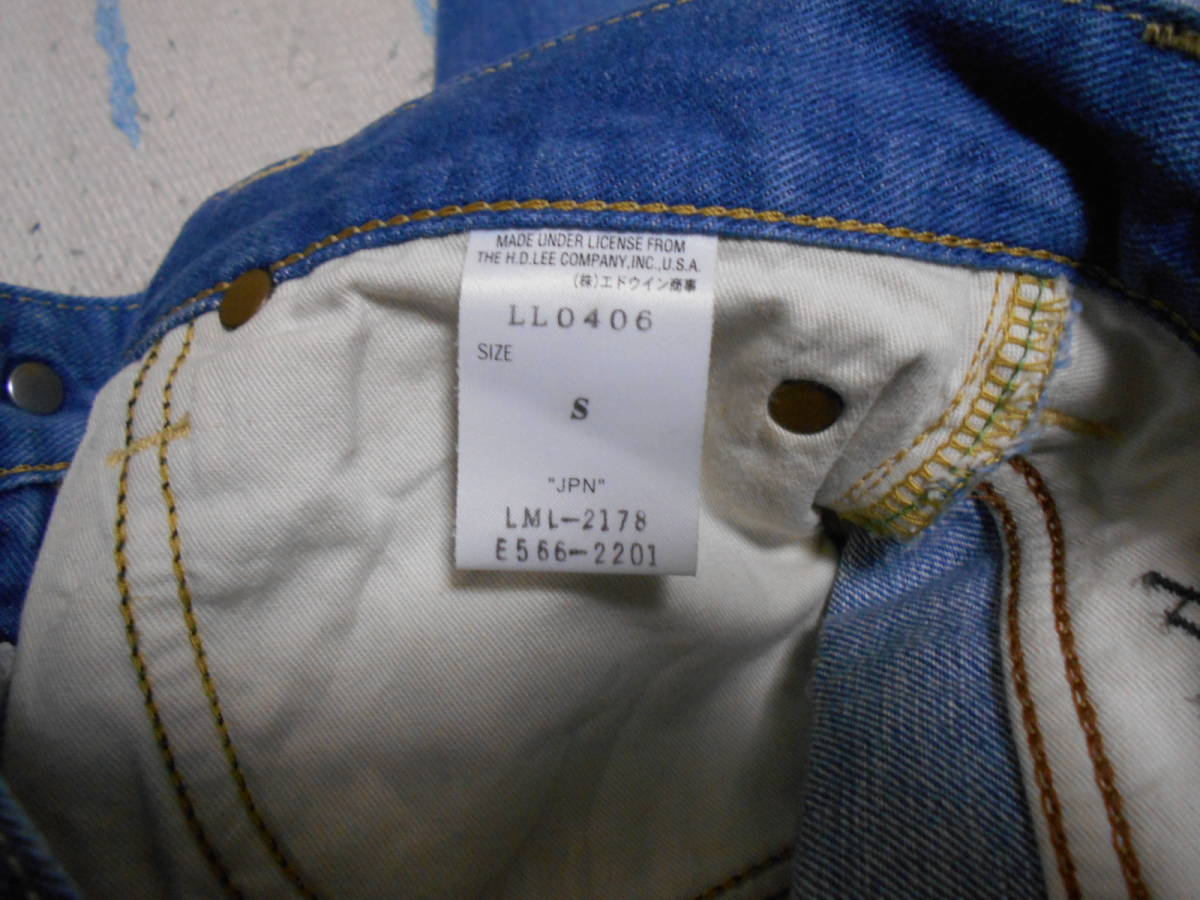 MADE UNDER LICENSE FROM
THE H.D.LEE COMPANY,INC.,U.S.A.
(株)エドウイン商事
LL0406
SIZE
S
"JPN"
LML-2178
E566-2201